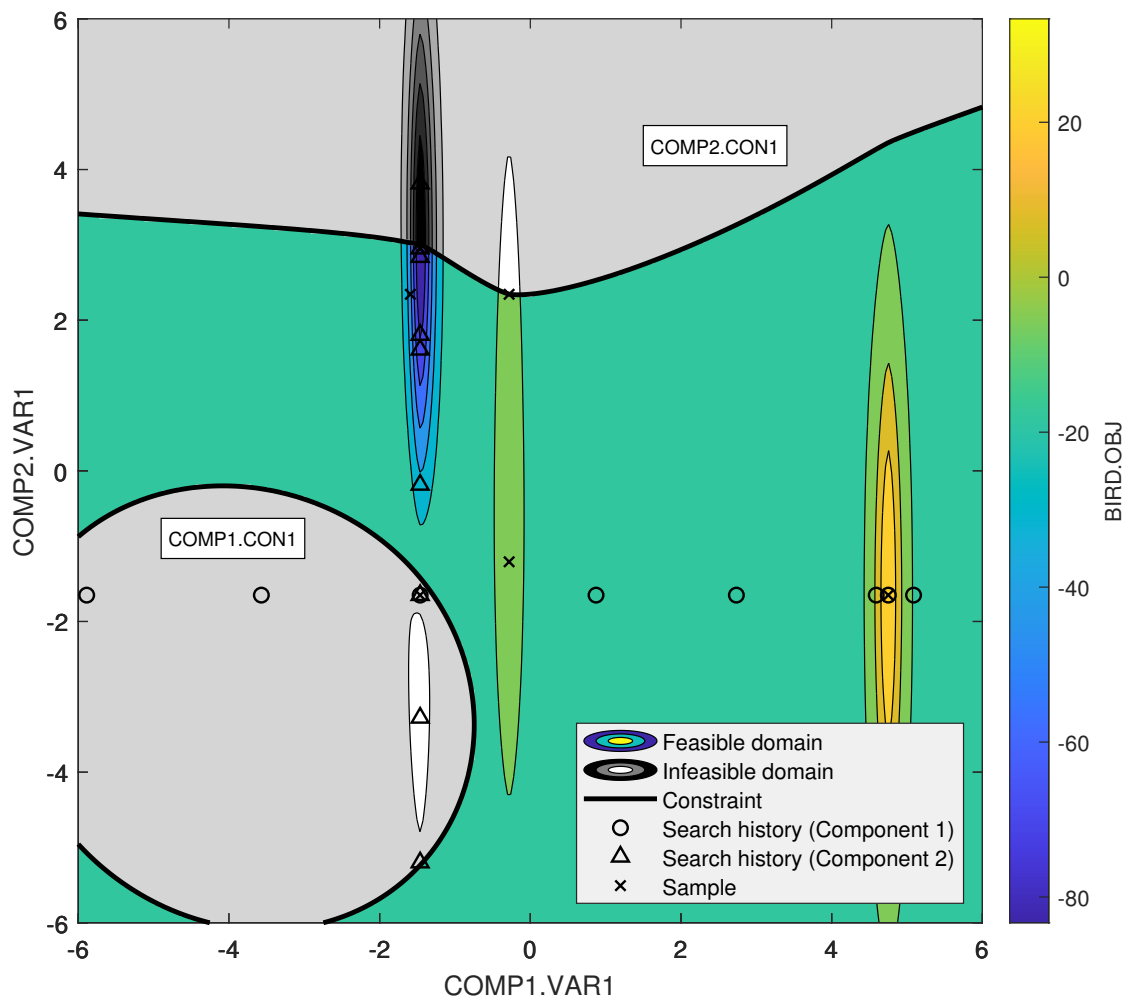 6
4
2
0
-2
-4
-6
COMP2.VAR1
COMP2.CON1
COMP1.CON1
Feasible domain
Infeasible domain
Constraint
Search history (Component 1)
Search history (Component 2)
Sample
-6 -4 -2 0 2 4 6
COMP1.VAR1
20
0
-20
-40
-60
-80
BIRD.OBJ